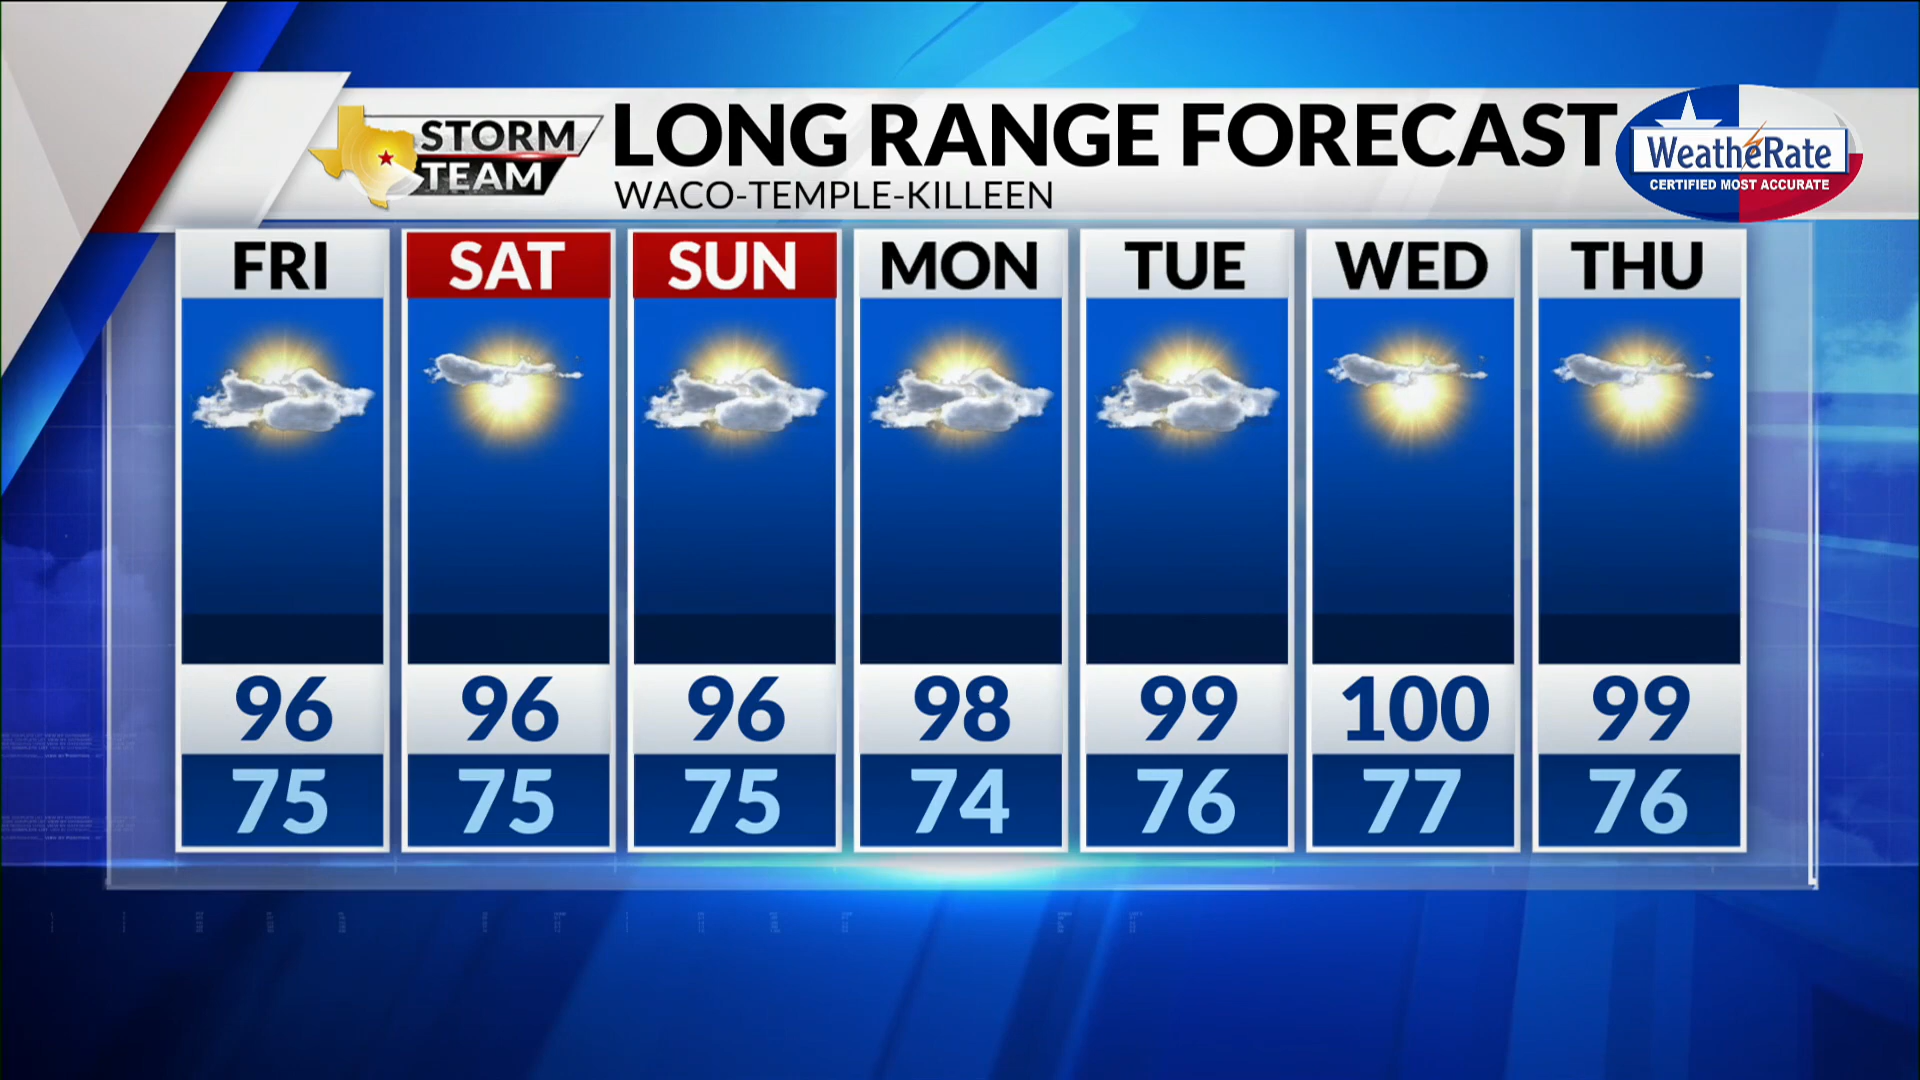 STORM
TEAM
LONG RANGE FORECAST
WACO-TEMPLE-KILLEEN
WeatheRate
CERTIFIED MOST ACCURATE
FRI SAT SUN MON TUE WED THU
96 96 96 98 99 100 99
75 75 75 74 76 77 76